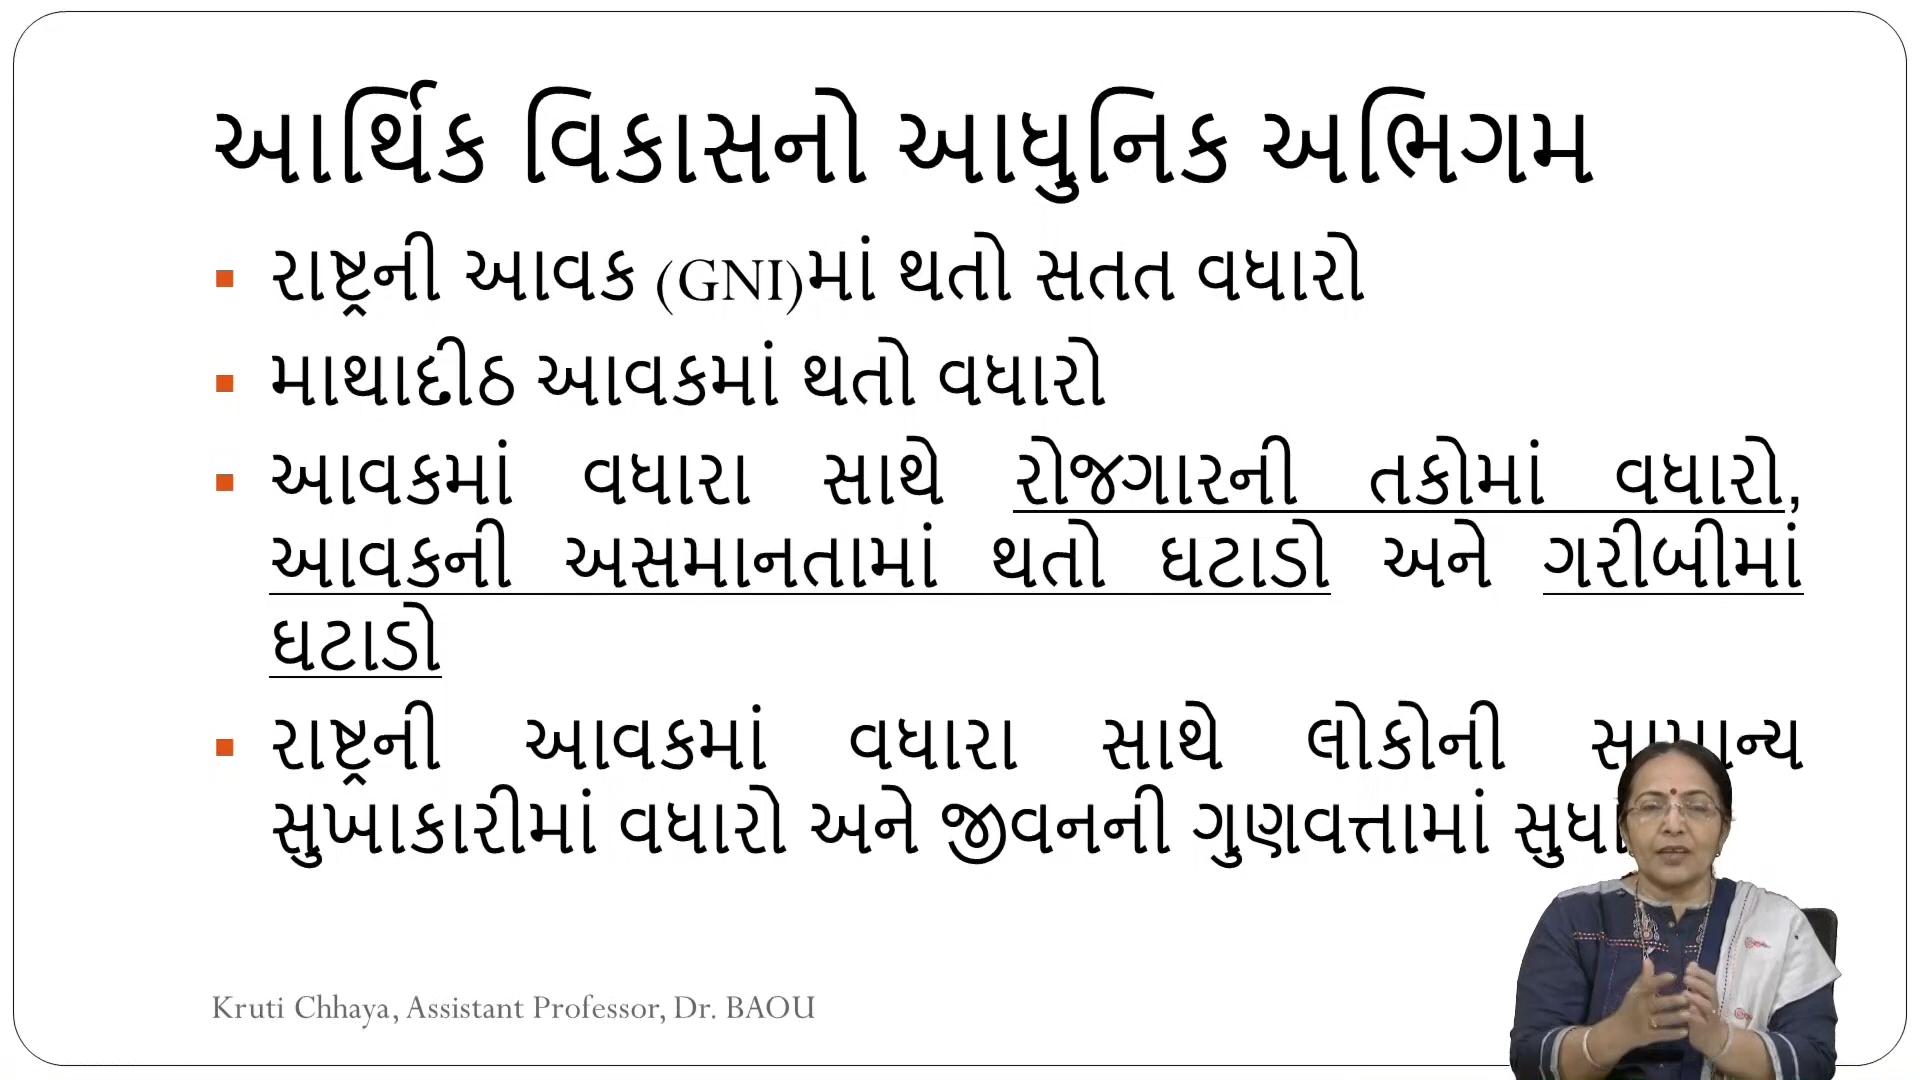 આર્થિક વિકાસનો આધુનિક અભિગમ
રાષ્ટ્રની આવક (GNI)માં થતો સતત વધારો
માથાદીઠ આવકમાં થતો વધારો
આવકમાં વધારા સાથે રોજગારની તકોમાં વધારો,
આવકની અસમાનતામાં થતો ઘટાડો અને ગરીબીમાં
ઘટાડો
રાષ્ટ્રની આવકમાં વધારા સાથે લોકોની
સુખાકારીમાં વધારો અને જીવનની ગુણવત્તામાં
Kruti Chhaya, Assistant Professor, Dr. BAOU